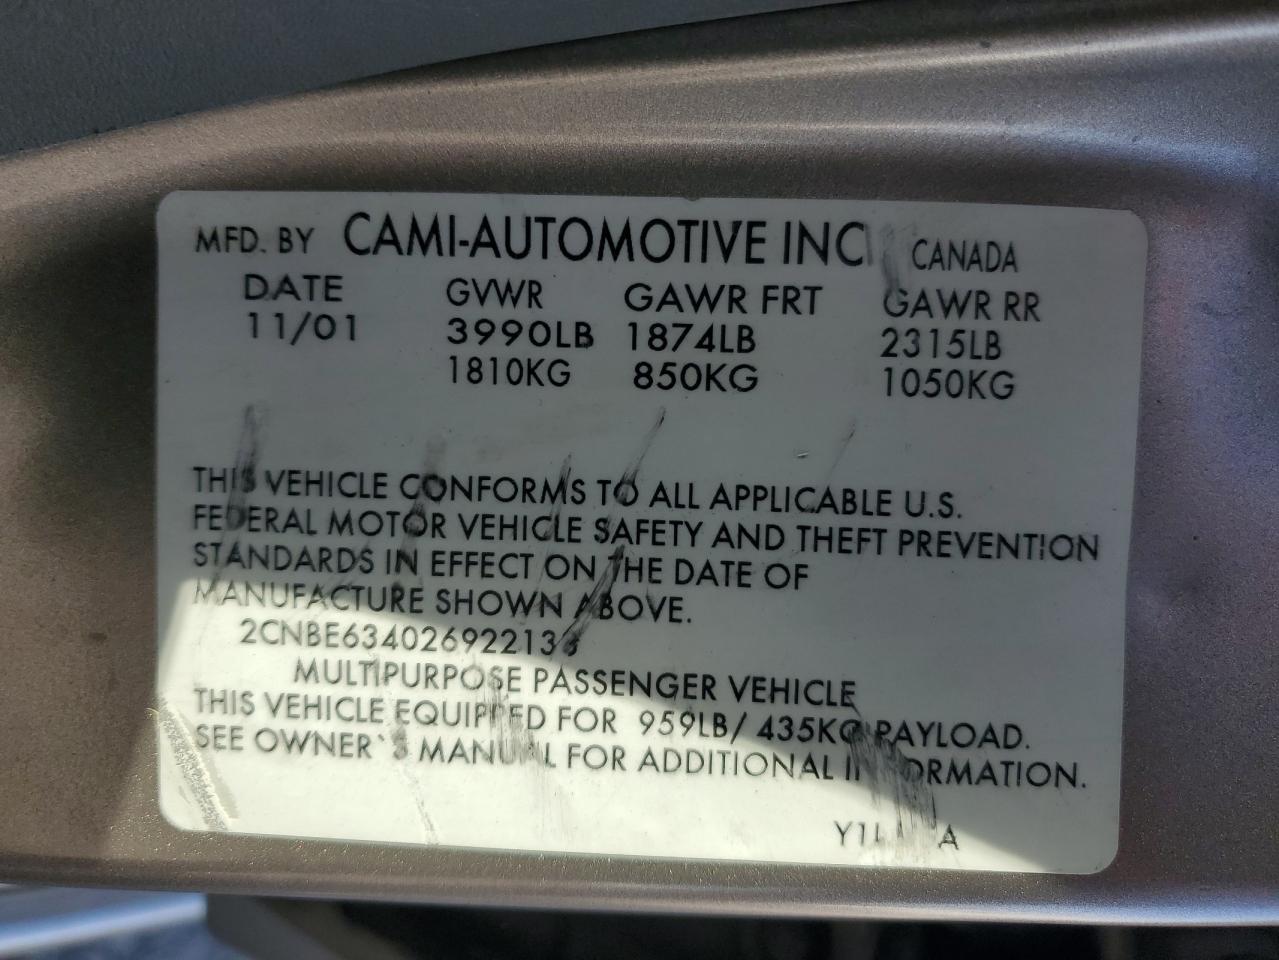 MFD. BY CAMI-AUTOMOTIVE INC CANADA
DATE GVWR GAWR FRT GAWR RR
11/01 3990LB 1874LB 2315LB
1810KG 850KG 1050KG
THIS VEHICLE CONFORMS TO ALL APPLICABLE U.S.
FEDERAL MOTOR VEHICLE SAFETY AND THEFT PREVENTION
STANDARDS IN EFFECT ON THE DATE OF
MANUFACTURE SHOWN ABOVE.
MULTIPURPOSE PASSENGER VEHICLE
THIS VEHICLE EQUIPPED FOR 959LB/ 435KG PAYLOAD.
SEE OWNER`S MANUAL FOR ADDITIONAL INFORMATION.